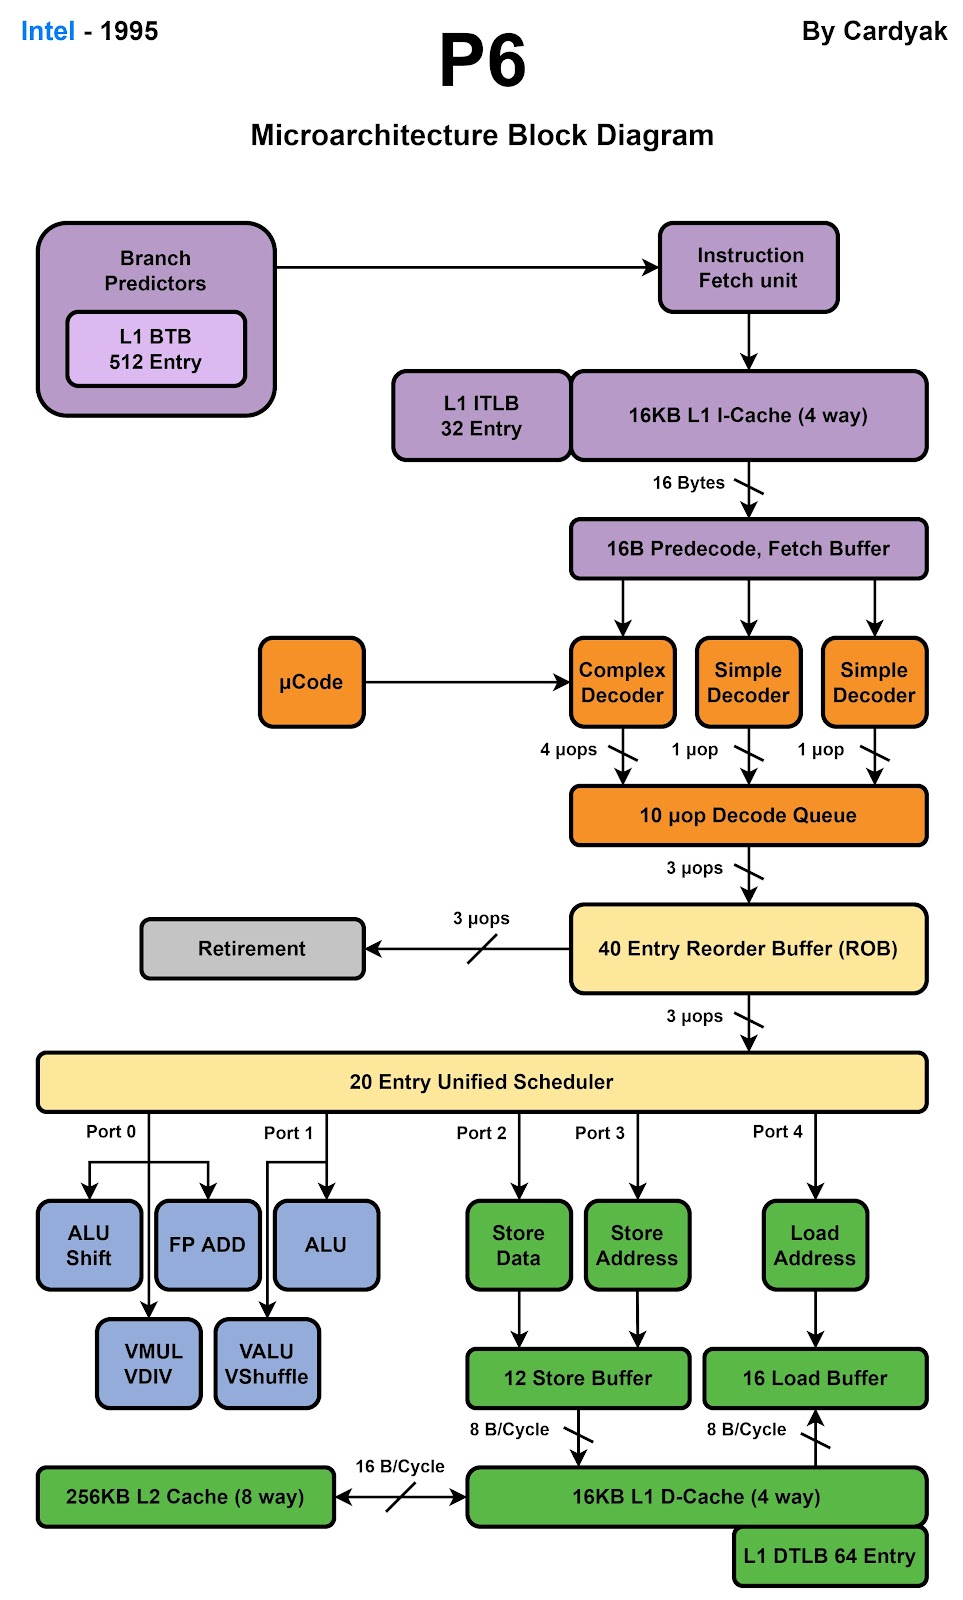 Intel - 1995
By Cardyak
P6
Microarchitecture Block Diagram
Branch
Predictors
L1 BTB
512 Entry
Instruction
Fetch unit
L1 ITLB
32 Entry
16KB L1 I-Cache (4 way)
16 Bytes
16B Predecode, Fetch Buffer
µCode
Complex
Decoder
Simple
Decoder
Simple
Decoder
4 µops
1 µop
1 µop
10 µop Decode Queue
3 µops
Retirement
3 µops
40 Entry Reorder Buffer (ROB)
3 µops
20 Entry Unified Scheduler
Port 0
Port 1
Port 2
Port 3
Port 4
ALU
Shift
FP ADD
ALU
Store
Data
Store
Address
Load
Address
VMUL
VDIV
VALU
VShuffle
12 Store Buffer
16 Load Buffer
8 B/Cycle
8 B/Cycle
256KB L2 Cache (8 way)
16 B/Cycle
16KB L1 D-Cache (4 way)
L1 DTLB 64 Entry